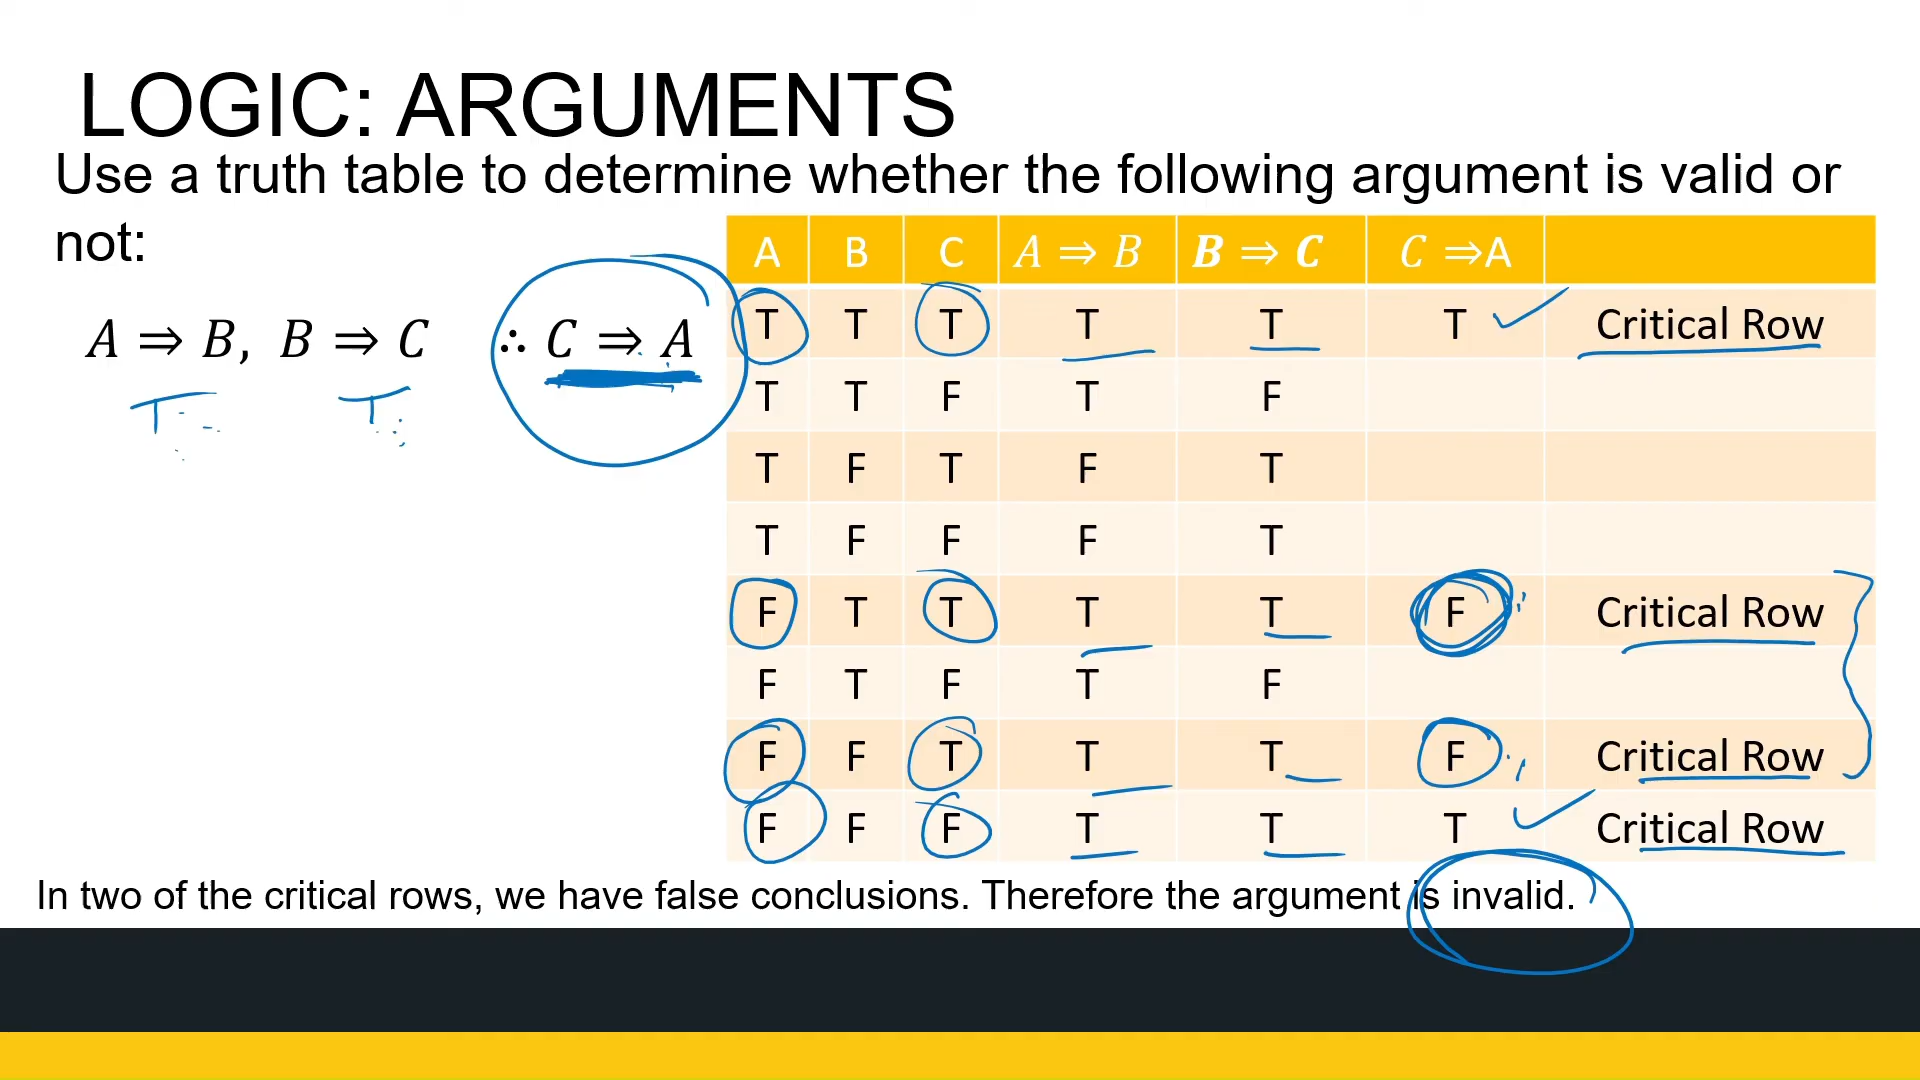 LOGIC: ARGUMENTS
Use a truth table to determine whether the following argument is valid or
not:
A ⇒ B, B ⇒ C ∴ C ⇒ A
T T
A B C A ⇒ B B ⇒ C C ⇒A
T T T T T T ✓ Critical Row
T T F T F
T F T F T
T F F F T
F T T T T F Critical Row
F T F T F
F F T T T F Critical Row
F F F T T T ✓ Critical Row
In two of the critical rows, we have false conclusions. Therefore the argument is invalid.